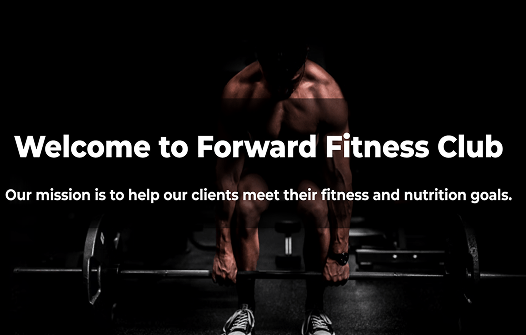 Welcome to Forward Fitness Club
Our mission is to help our clients meet their fitness and nutrition goals.